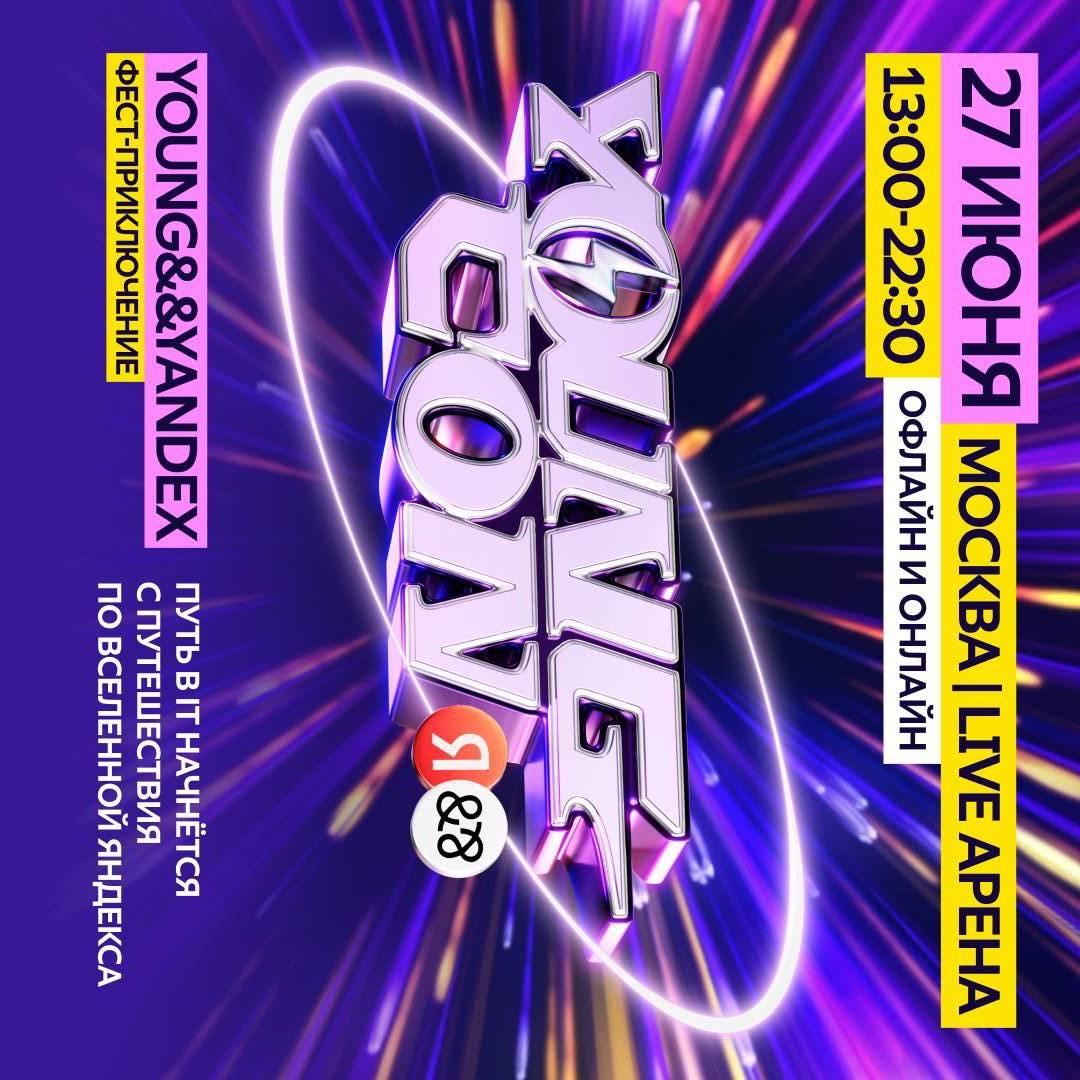 27 ИЮНЯ МОСКВА | LIVE АРЕНА
13:00-22:30 ОФЛАЙН И ОНЛАЙН
YOUNG
CON
Я &&
YOUNG&&YANDEX
ФЕСТ-ПРИКЛЮЧЕНИЕ
ПУТЬ В IT НАЧНЁТСЯ
С ПУТЕШЕСТВИЯ
ПО ВСЕЛЕННОЙ ЯНДЕКСА